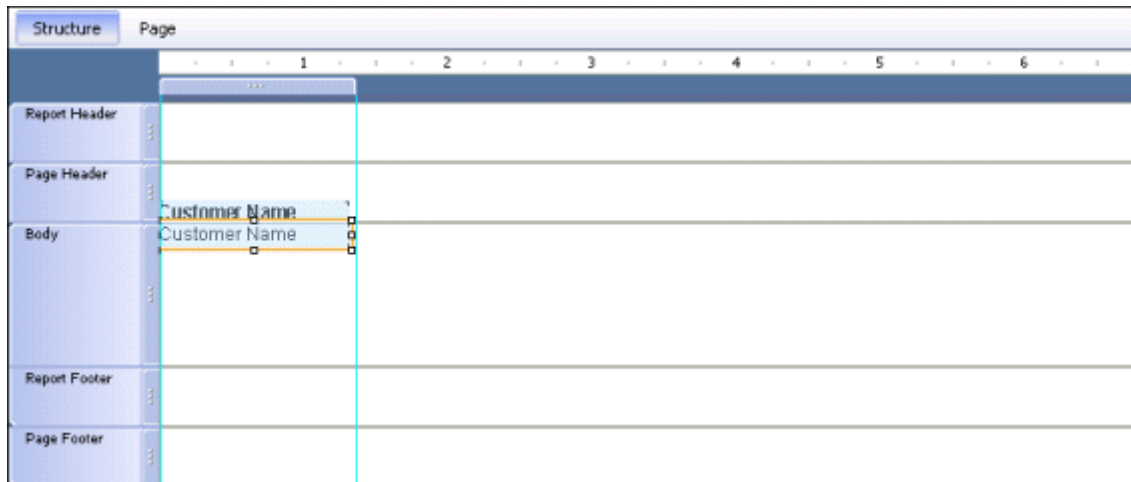 Structure Page
1 2 3 4 5 6
Report Header
Page Header
Customer Name
Body Customer Name
Report Footer
Page Footer